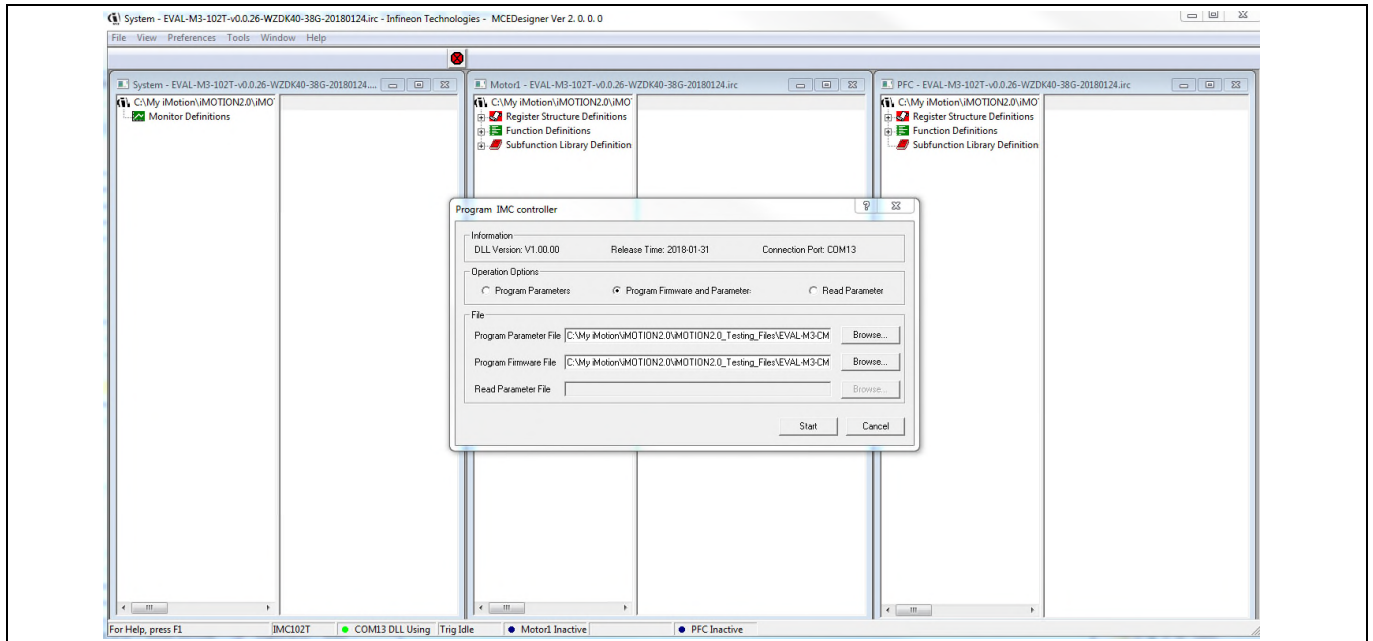 System - EVAL-M3-102T-v0.0.26-WZDK40-38G-20180124.irc - Infineon Technologies - MCEDesigner Ver 2. 0. 0. 0
File View Preferences Tools Window Help
System - EVAL-M3-102T-v0.0.26-WZDK40-38G-20180124....
C:\My iMotion\iMOTION2.0\iMO
Monitor Definitions
Motor1 - EVAL-M3-102T-v0.0.26-WZDK40-38G-20180124.irc
C:\My iMotion\iMOTION2.0\iMO
Register Structure Definitions
Function Definitions
Subfunction Library Definition
PFC - EVAL-M3-102T-v0.0.26-WZDK40-38G-20180124.irc
C:\My iMotion\iMOTION2.0\iMO
Register Structure Definitions
Function Definitions
Subfunction Library Definition
Program IMC controller
Information
DLL Version: V1.00.00 Release Time: 2018-01-31 Connection Port: COM13
Operation Options
Program Parameters Program Firmware and Parameter Read Parameter
File
Program Parameter File C:\My iMotion\iMOTION2.0\iMOTION2.0_Testing_Files\EVAL-M3-CM Browse...
Program Firmware File C:\My iMotion\iMOTION2.0\iMOTION2.0_Testing_Files\EVAL-M3-CM Browse...
Read Parameter File Browse...
Start Cancel
For Help, press F1 IMC102T COM13 DLL Using Trig Idle Motor1 Inactive PFC Inactive